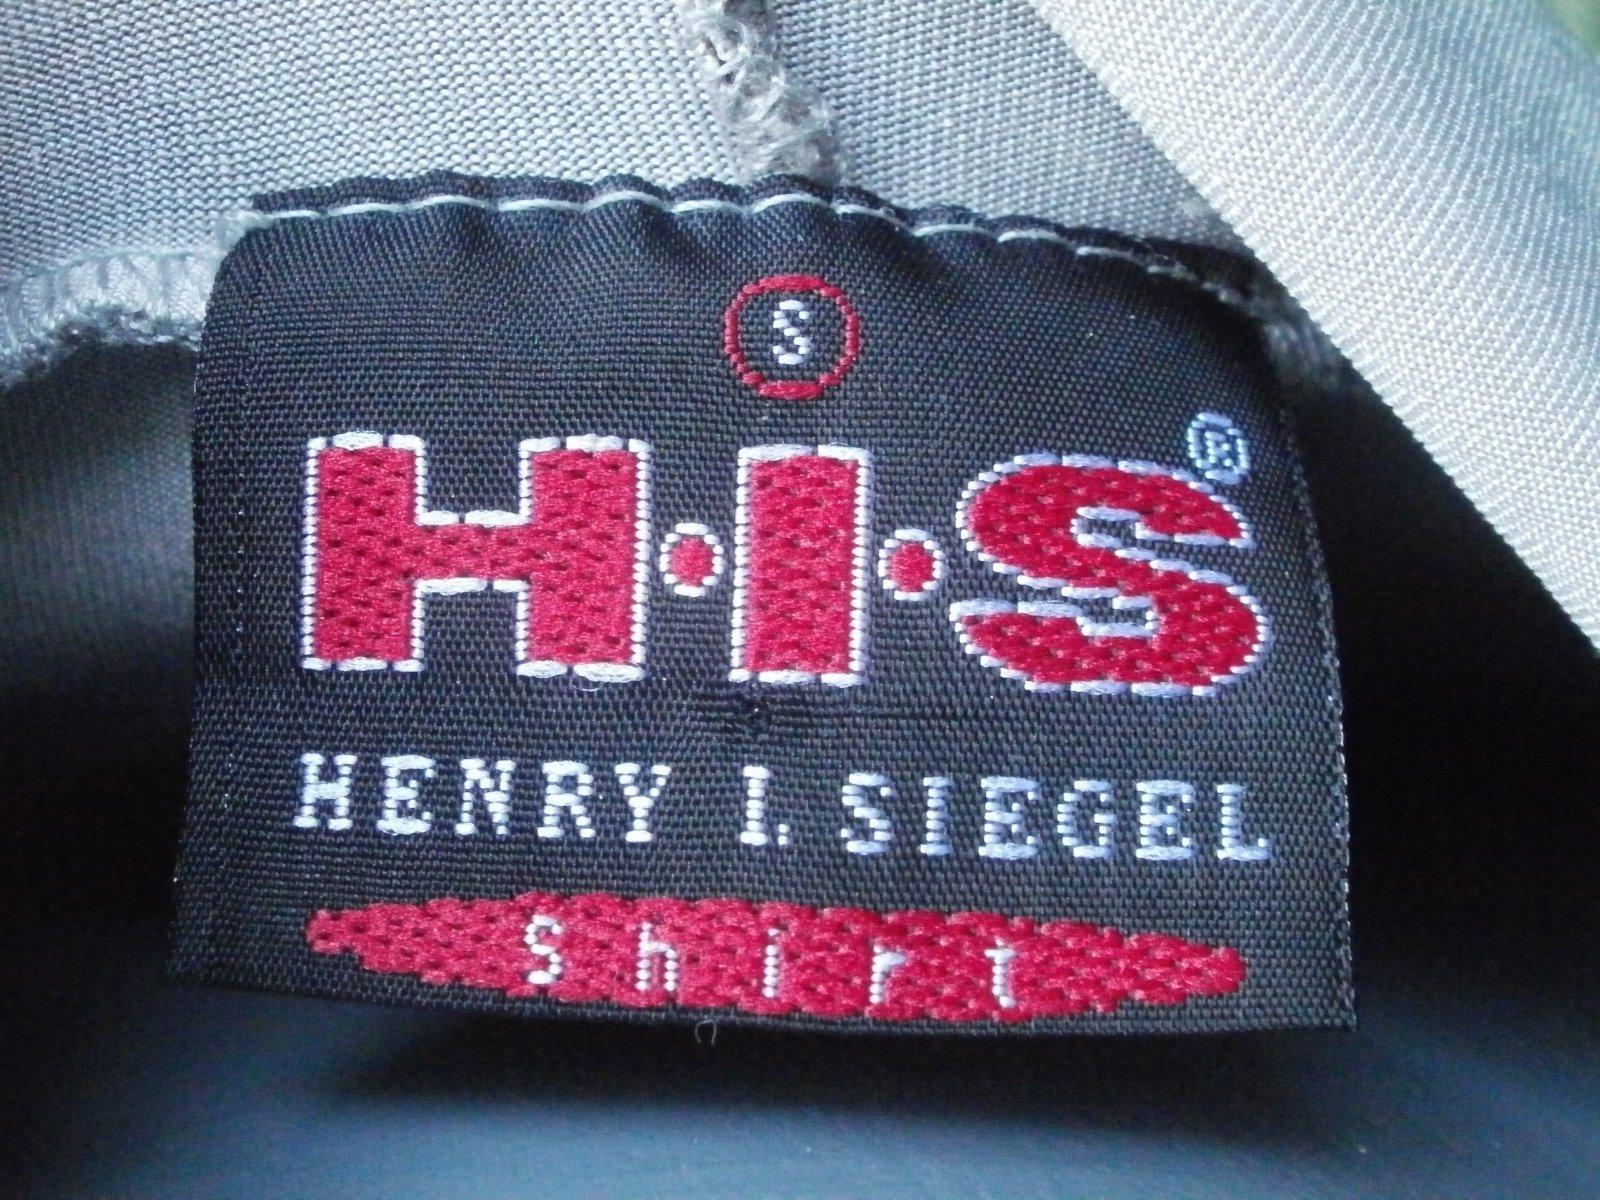 S
H·I·S®
HENRY I. SIEGEL
Shirt